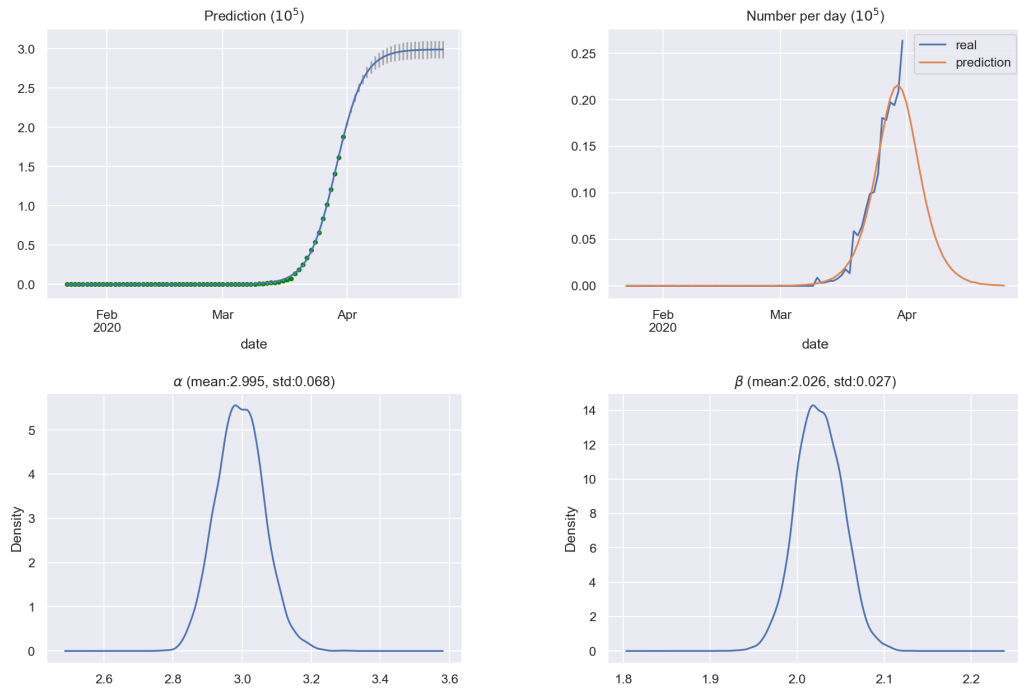 Prediction (10⁵)
3.0
2.5
2.0
1.5
1.0
0.5
0.0
Feb
2020
Mar
Apr
date
Number per day (10⁵)
real
prediction
0.25
0.20
0.15
0.10
0.05
0.00
Feb
2020
Mar
Apr
date
α (mean:2.995, std:0.068)
Density
5
4
3
2
1
0
2.6 2.8 3.0 3.2 3.4 3.6
β (mean:2.026, std:0.027)
Density
14
12
10
8
6
4
2
0
1.8 1.9 2.0 2.1 2.2